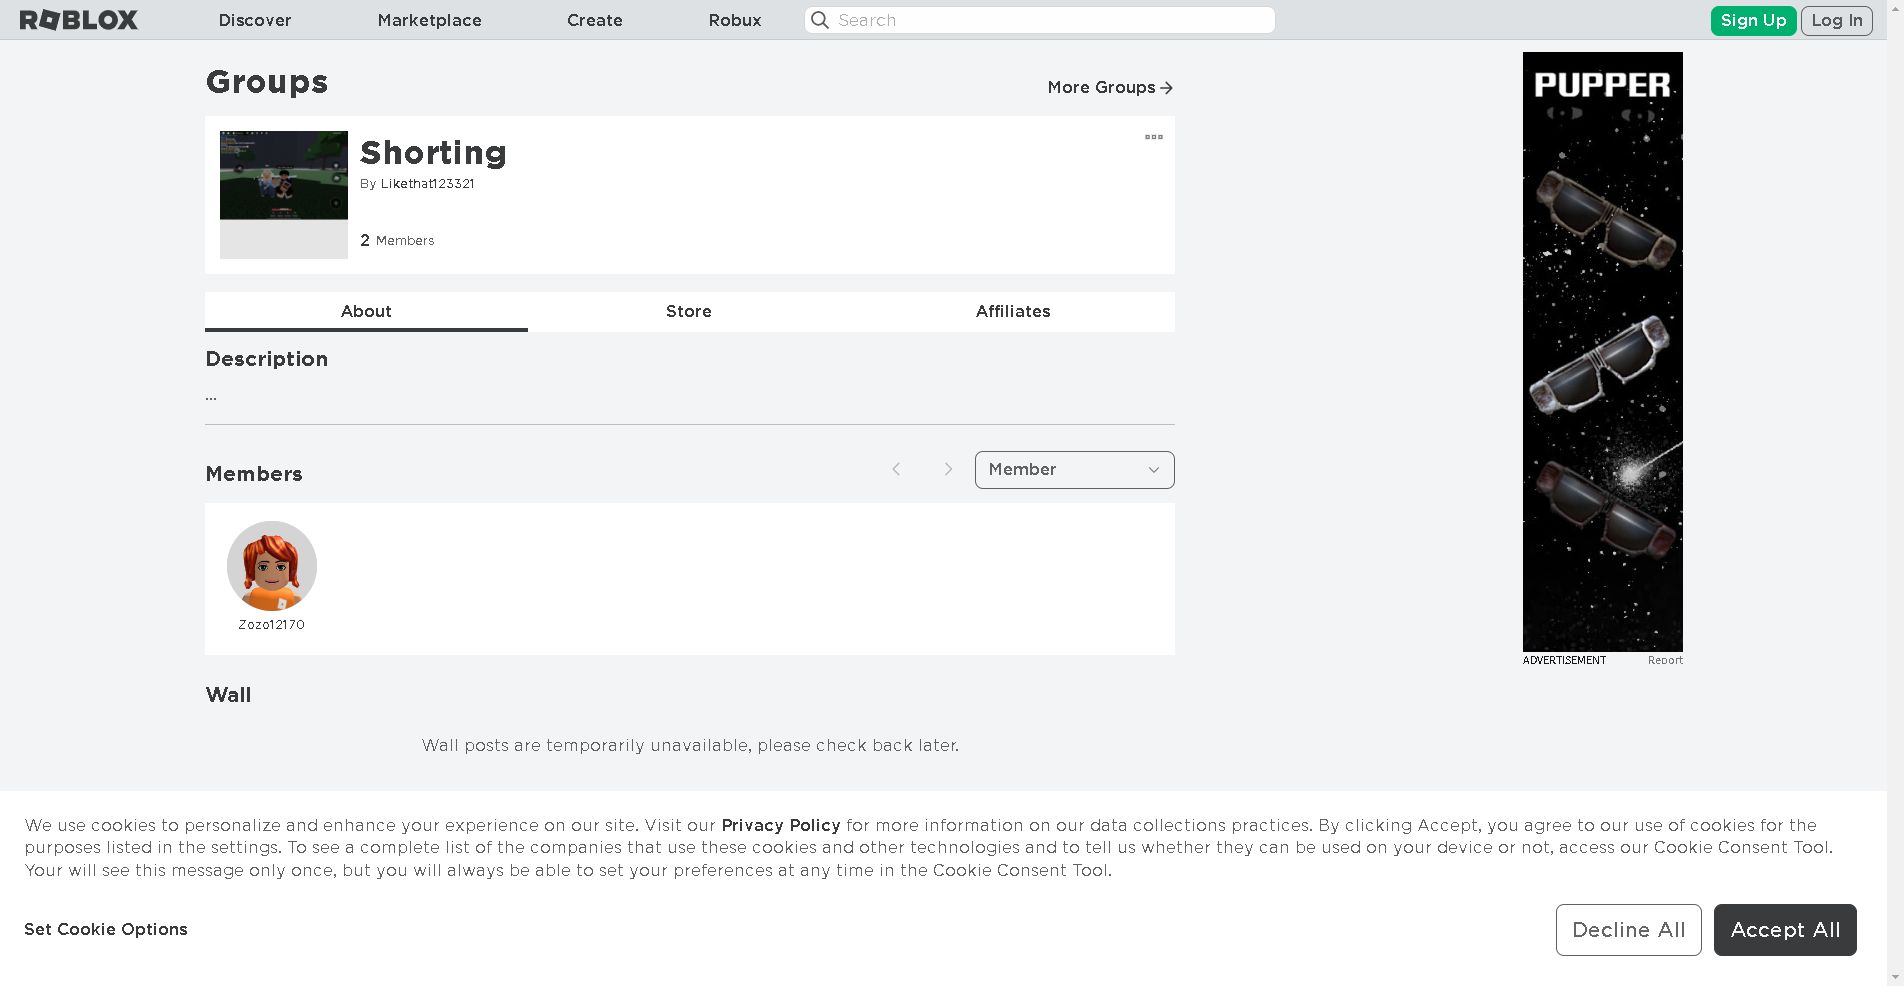 ROBLOX
Discover
Marketplace
Create
Robux
Search
Sign Up
Log In
Groups
More Groups
Shorting
By Likethat123321
2 Members
About
Store
Affiliates
Description
...
Members
Member
Zozo12170
Wall
Wall posts are temporarily unavailable, please check back later.
PUPPER
ADVERTISEMENT
Report
We use cookies to personalize and enhance your experience on our site. Visit our Privacy Policy for more information on our data collections practices. By clicking Accept, you agree to our use of cookies for the
purposes listed in the settings. To see a complete list of the companies that use these cookies and other technologies and to tell us whether they can be used on your device or not, access our Cookie Consent Tool.
Your will see this message only once, but you will always be able to set your preferences at any time in the Cookie Consent Tool.
Set Cookie Options
Decline All
Accept All